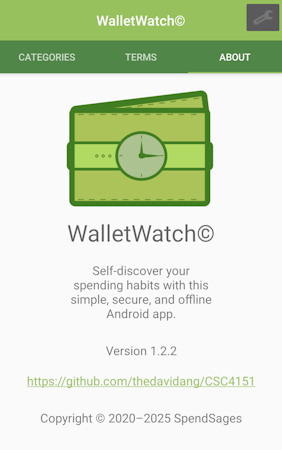 WalletWatch©
CATEGORIES TERMS ABOUT
WalletWatch©
Self-discover your
spending habits with this
simple, secure, and offline
Android app.
Version 1.2.2
https://github.com/thedavidang/CSC4151
Copyright © 2020–2025 SpendSages